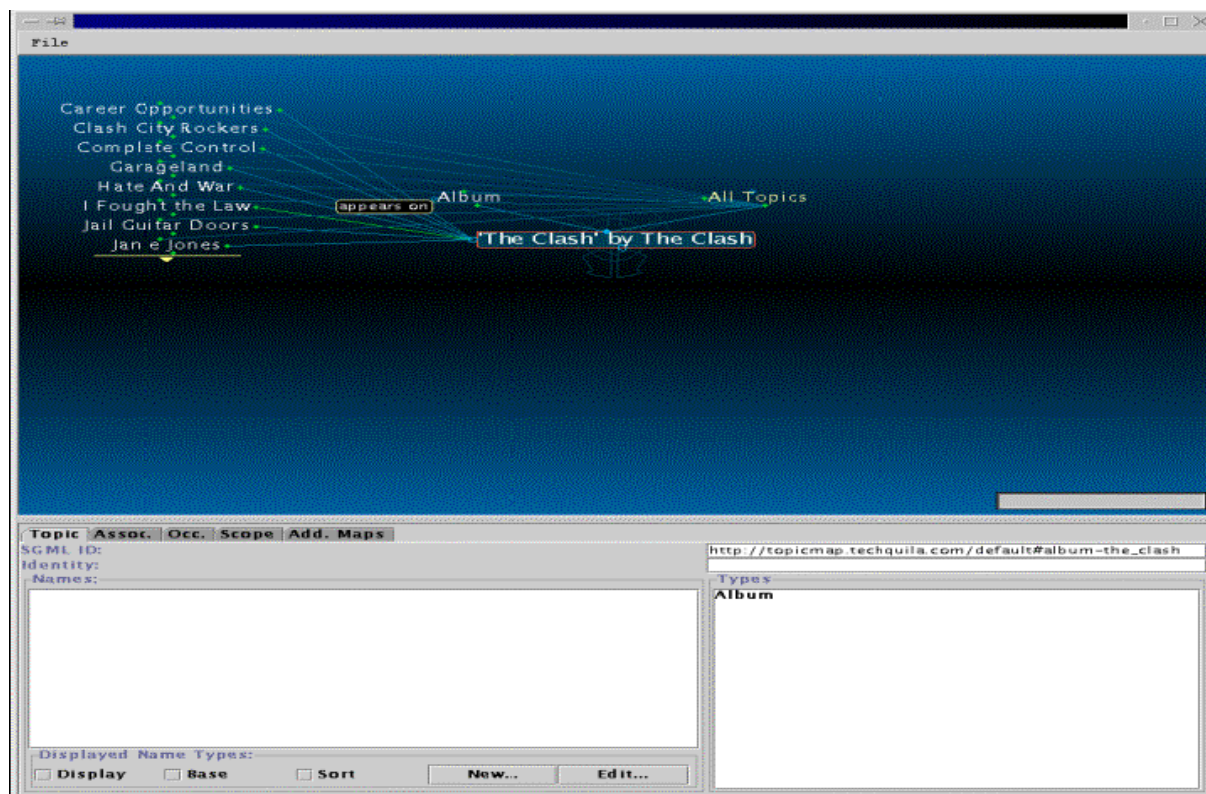 File
Career Opportunities
Clash City Rockers
Complete Control
Garageland
Hate And War
I Fought the Law
Jail Guitar Doors
Jan e Jones
appears on
Album
All Topics
'The Clash' by The Clash
Topic Assoc. Occ. Scope Add. Maps
SGML ID: http://topicmap.techquila.com/default#album-the_clash
Identity:
Names:
Types
Album
Displayed Name Types:
Display Base Sort New... Edit...